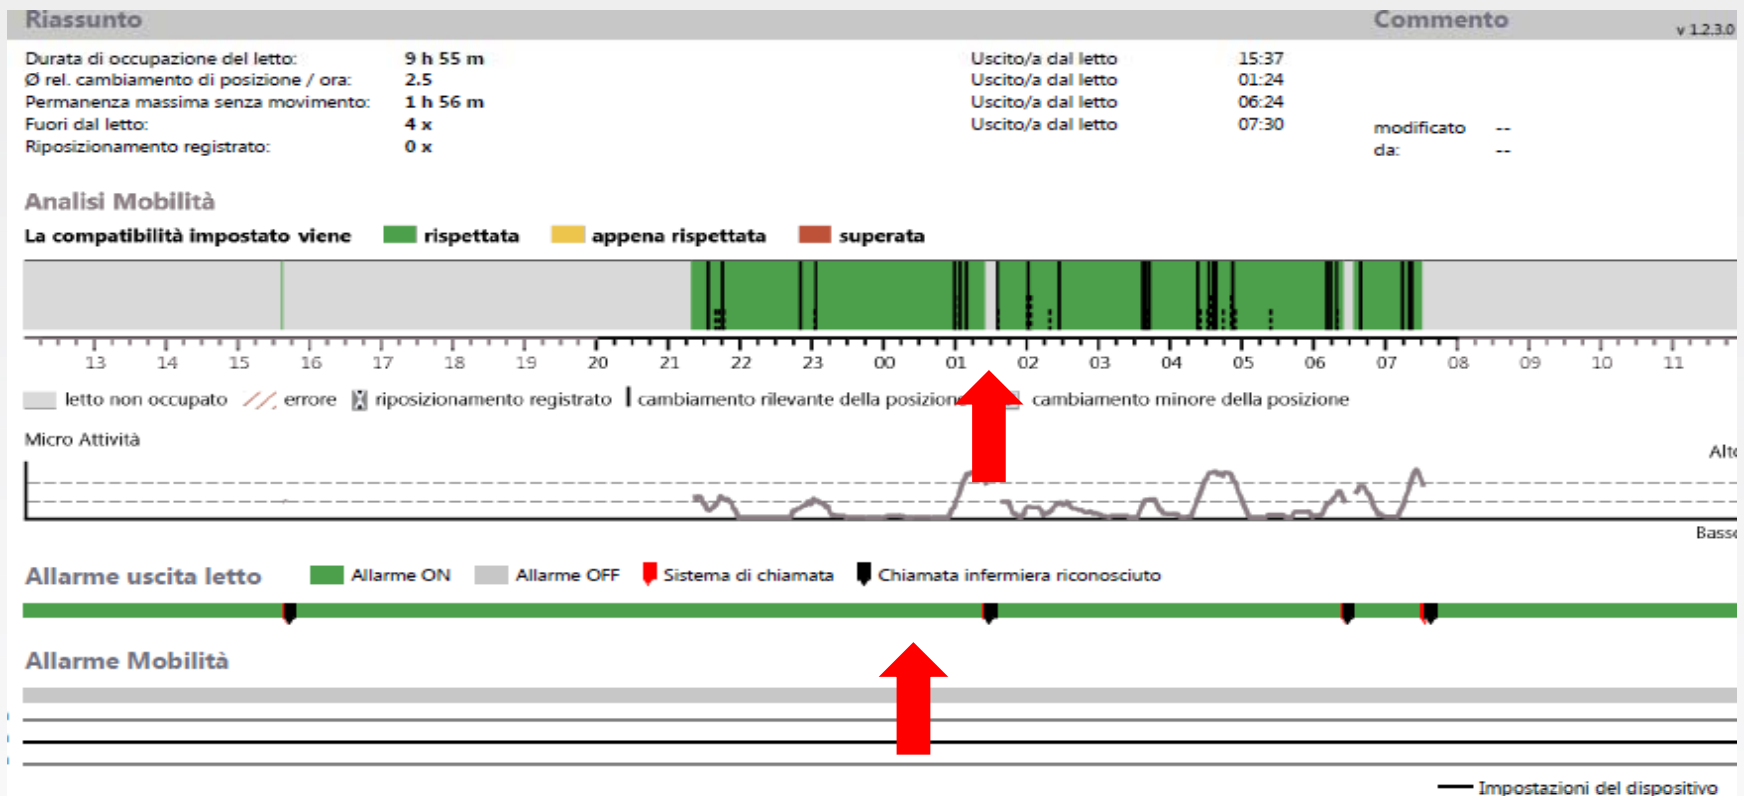 Riassunto Commento v 1.2.3.0
Durata di occupazione del letto: 9 h 55 m Uscito/a dal letto 15:37
Ø rel. cambiamento di posizione / ora: 2.5 Uscito/a dal letto 01:24
Permanenza massima senza movimento: 1 h 56 m Uscito/a dal letto 06:24
Fuori dal letto: 4 x Uscito/a dal letto 07:30 modificato --
Riposizionamento registrato: 0 x da: --
Analisi Mobilità
La compatibilità impostato viene rispettata appena rispettata superata
13 14 15 16 17 18 19 20 21 22 23 00 01 02 03 04 05 06 07 08 09 10 11
letto non occupato errore riposizionamento registrato cambiamento rilevante della posizion cambiamento minore della posizione
Micro Attività
Alto
Basso
Allarme uscita letto Allarme ON Allarme OFF Sistema di chiamata Chiamata infermiera riconosciuto
Allarme Mobilità
Impostazioni del dispositivo